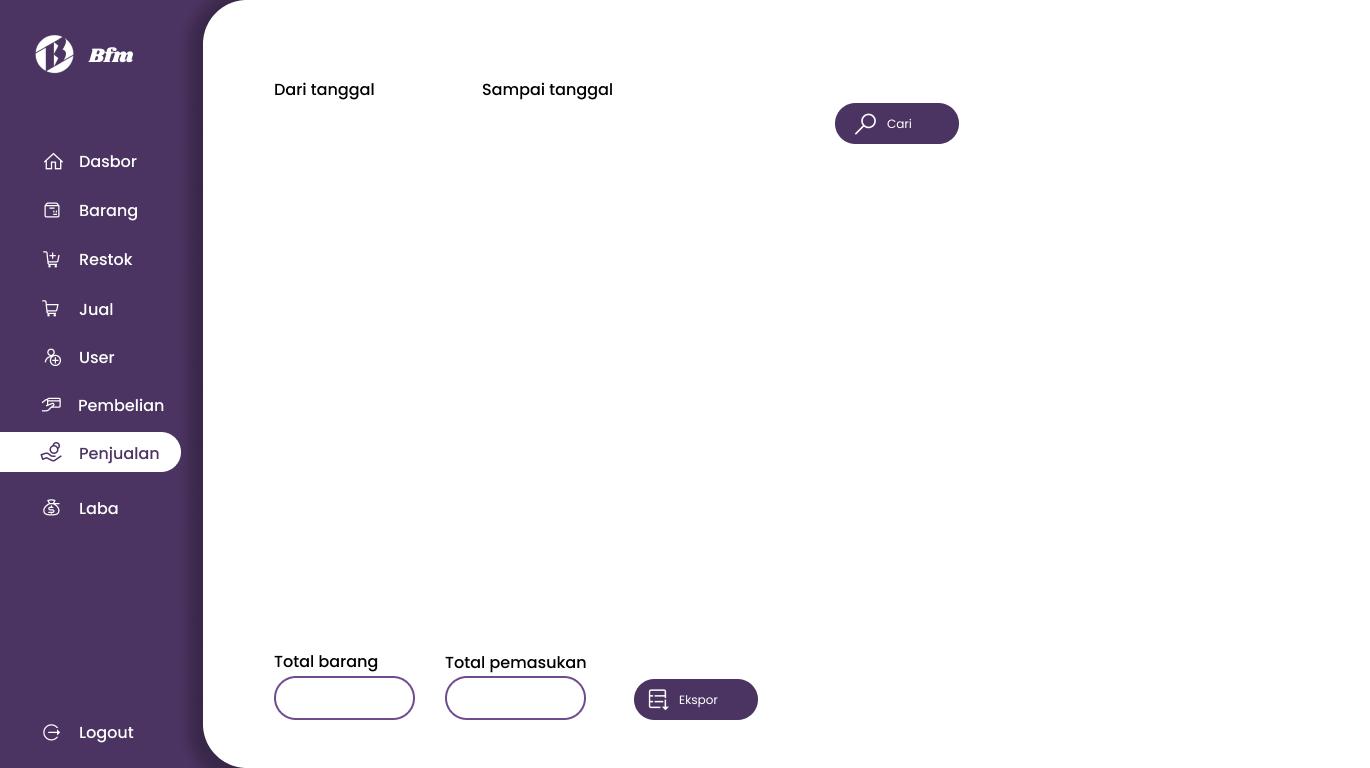 Bfm
Dasbor
Barang
Restok
Jual
User
Pembelian
Penjualan
Laba
Logout
Dari tanggal
Sampai tanggal
Cari
Total barang
Total pemasukan
Ekspor